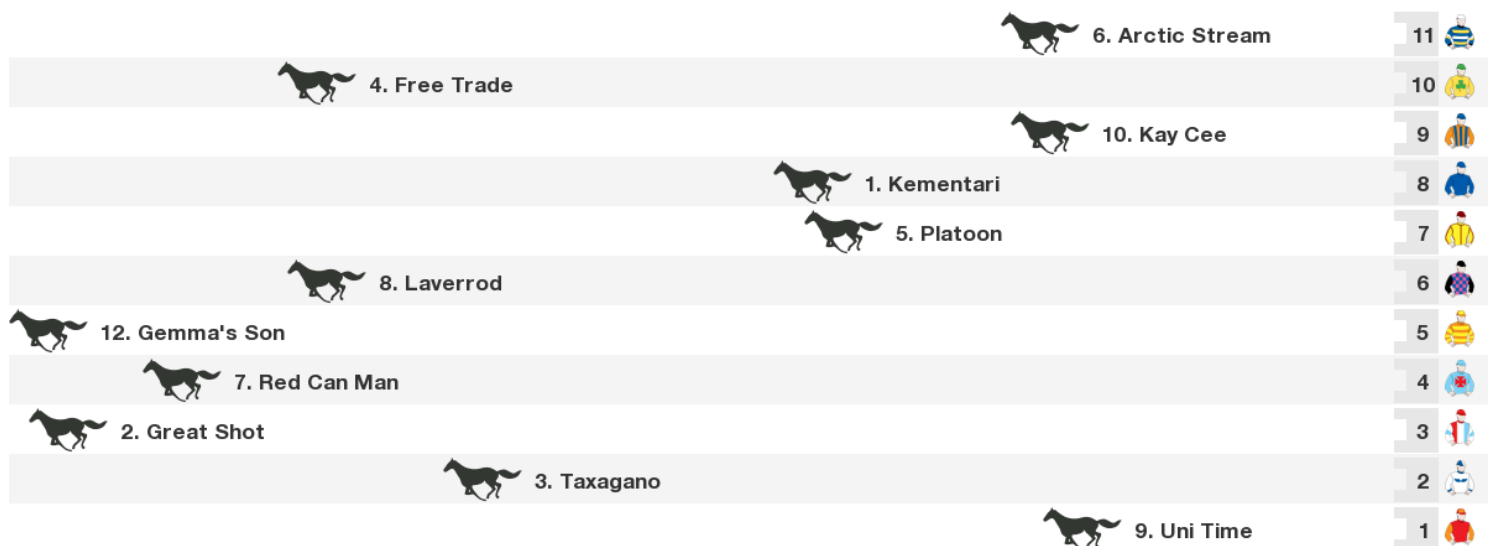 6. Arctic Stream 11
4. Free Trade 10
10. Kay Cee 9
1. Kementari 8
5. Platoon 7
8. Laverrod 6
12. Gemma's Son 5
7. Red Can Man 4
2. Great Shot 3
3. Taxagano 2
9. Uni Time 1